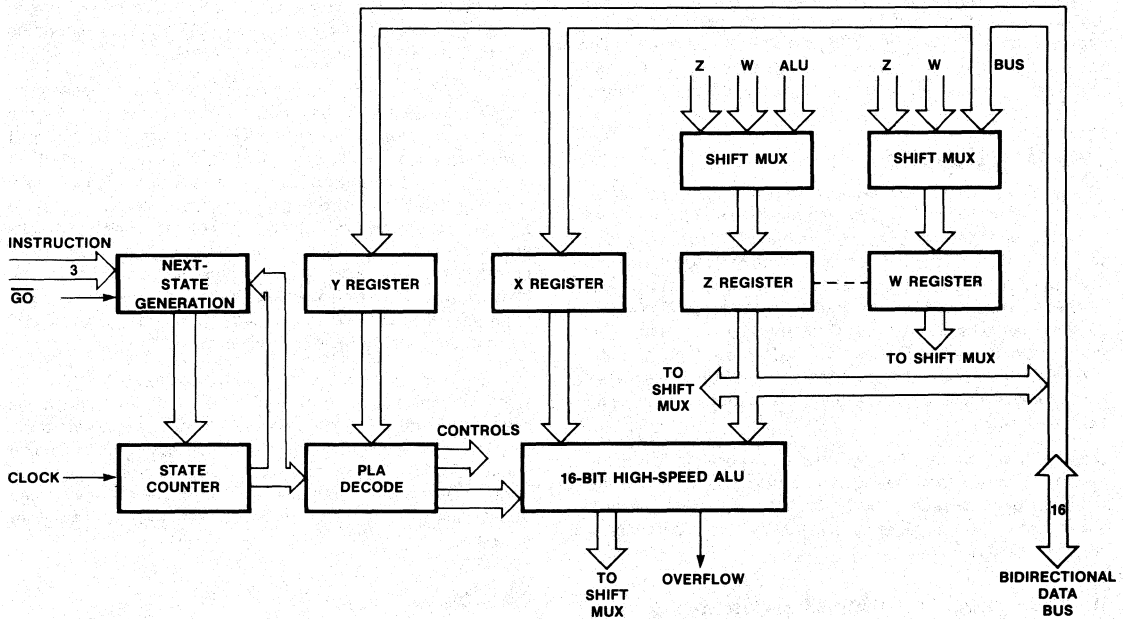 Z W ALU Z W BUS
SHIFT MUX
SHIFT MUX
INSTRUCTION
3
GO
NEXT-
STATE
GENERATION
Y REGISTER
X REGISTER
Z REGISTER
W REGISTER
TO SHIFT MUX
TO
SHIFT
MUX
CONTROLS
CLOCK
STATE
COUNTER
PLA
DECODE
16-BIT HIGH-SPEED ALU
16
TO
SHIFT
MUX
OVERFLOW
BIDIRECTIONAL
DATA
BUS